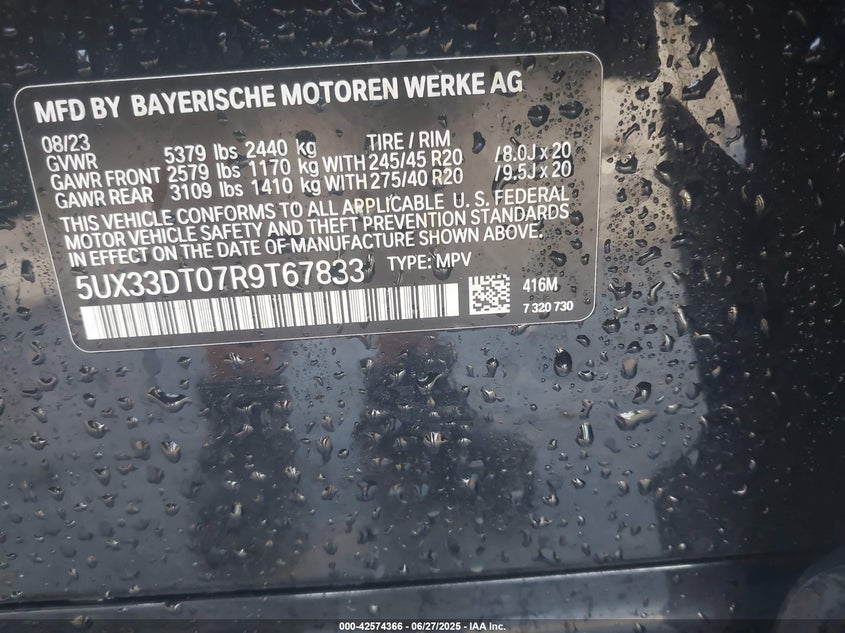 MFD BY BAYERISCHE MOTOREN WERKE AG
08/23 TIRE / RIM
GVWR 5379 lbs 2440 kg
GAWR FRONT 2579 lbs 1170 kg WITH 245/45 R20 /8.0J x 20
GAWR REAR 3109 lbs 1410 kg WITH 275/40 R20 /9.5J x 20
THIS VEHICLE CONFORMS TO ALL APPLICABLE U. S. FEDERAL
MOTOR VEHICLE SAFETY AND THEFT PREVENTION STANDARDS
IN EFFECT ON THE DATE OF MANUFACTURE SHOWN ABOVE.
5UX33DT07R9T67833 TYPE: MPV
416M
7 320 730
000-42574366 | 06/27/2025 - IAA Inc.